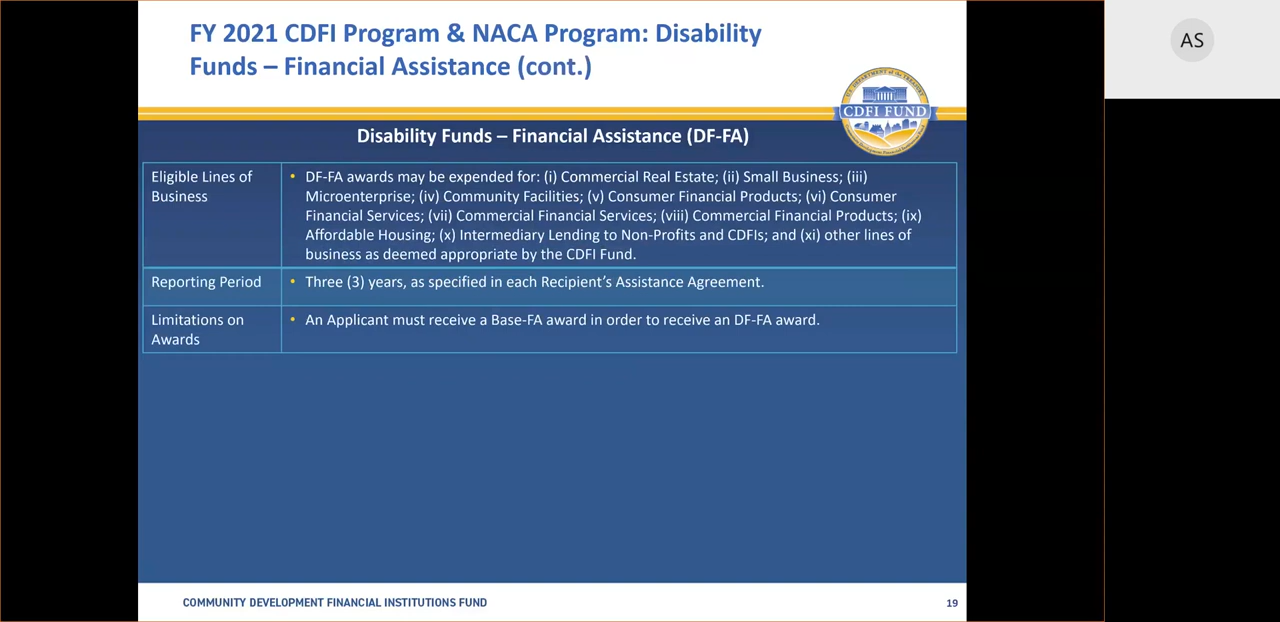 FY 2021 CDFI Program & NACA Program: Disability
Funds – Financial Assistance (cont.)
AS
U.S. DEPARTMENT of the TREASURY
CDFI FUND
Disability Funds – Financial Assistance (DF-FA)
Eligible Lines of
Business
• DF-FA awards may be expended for: (i) Commercial Real Estate; (ii) Small Business; (iii)
Microenterprise; (iv) Community Facilities; (v) Consumer Financial Products; (vi) Consumer
Financial Services; (vii) Commercial Financial Services; (viii) Commercial Financial Products; (ix)
Affordable Housing; (x) Intermediary Lending to Non-Profits and CDFIs; and (xi) other lines of
business as deemed appropriate by the CDFI Fund.
Reporting Period
• Three (3) years, as specified in each Recipient’s Assistance Agreement.
Limitations on
Awards
• An Applicant must receive a Base-FA award in order to receive an DF-FA award.
COMMUNITY DEVELOPMENT FINANCIAL INSTITUTIONS FUND
19